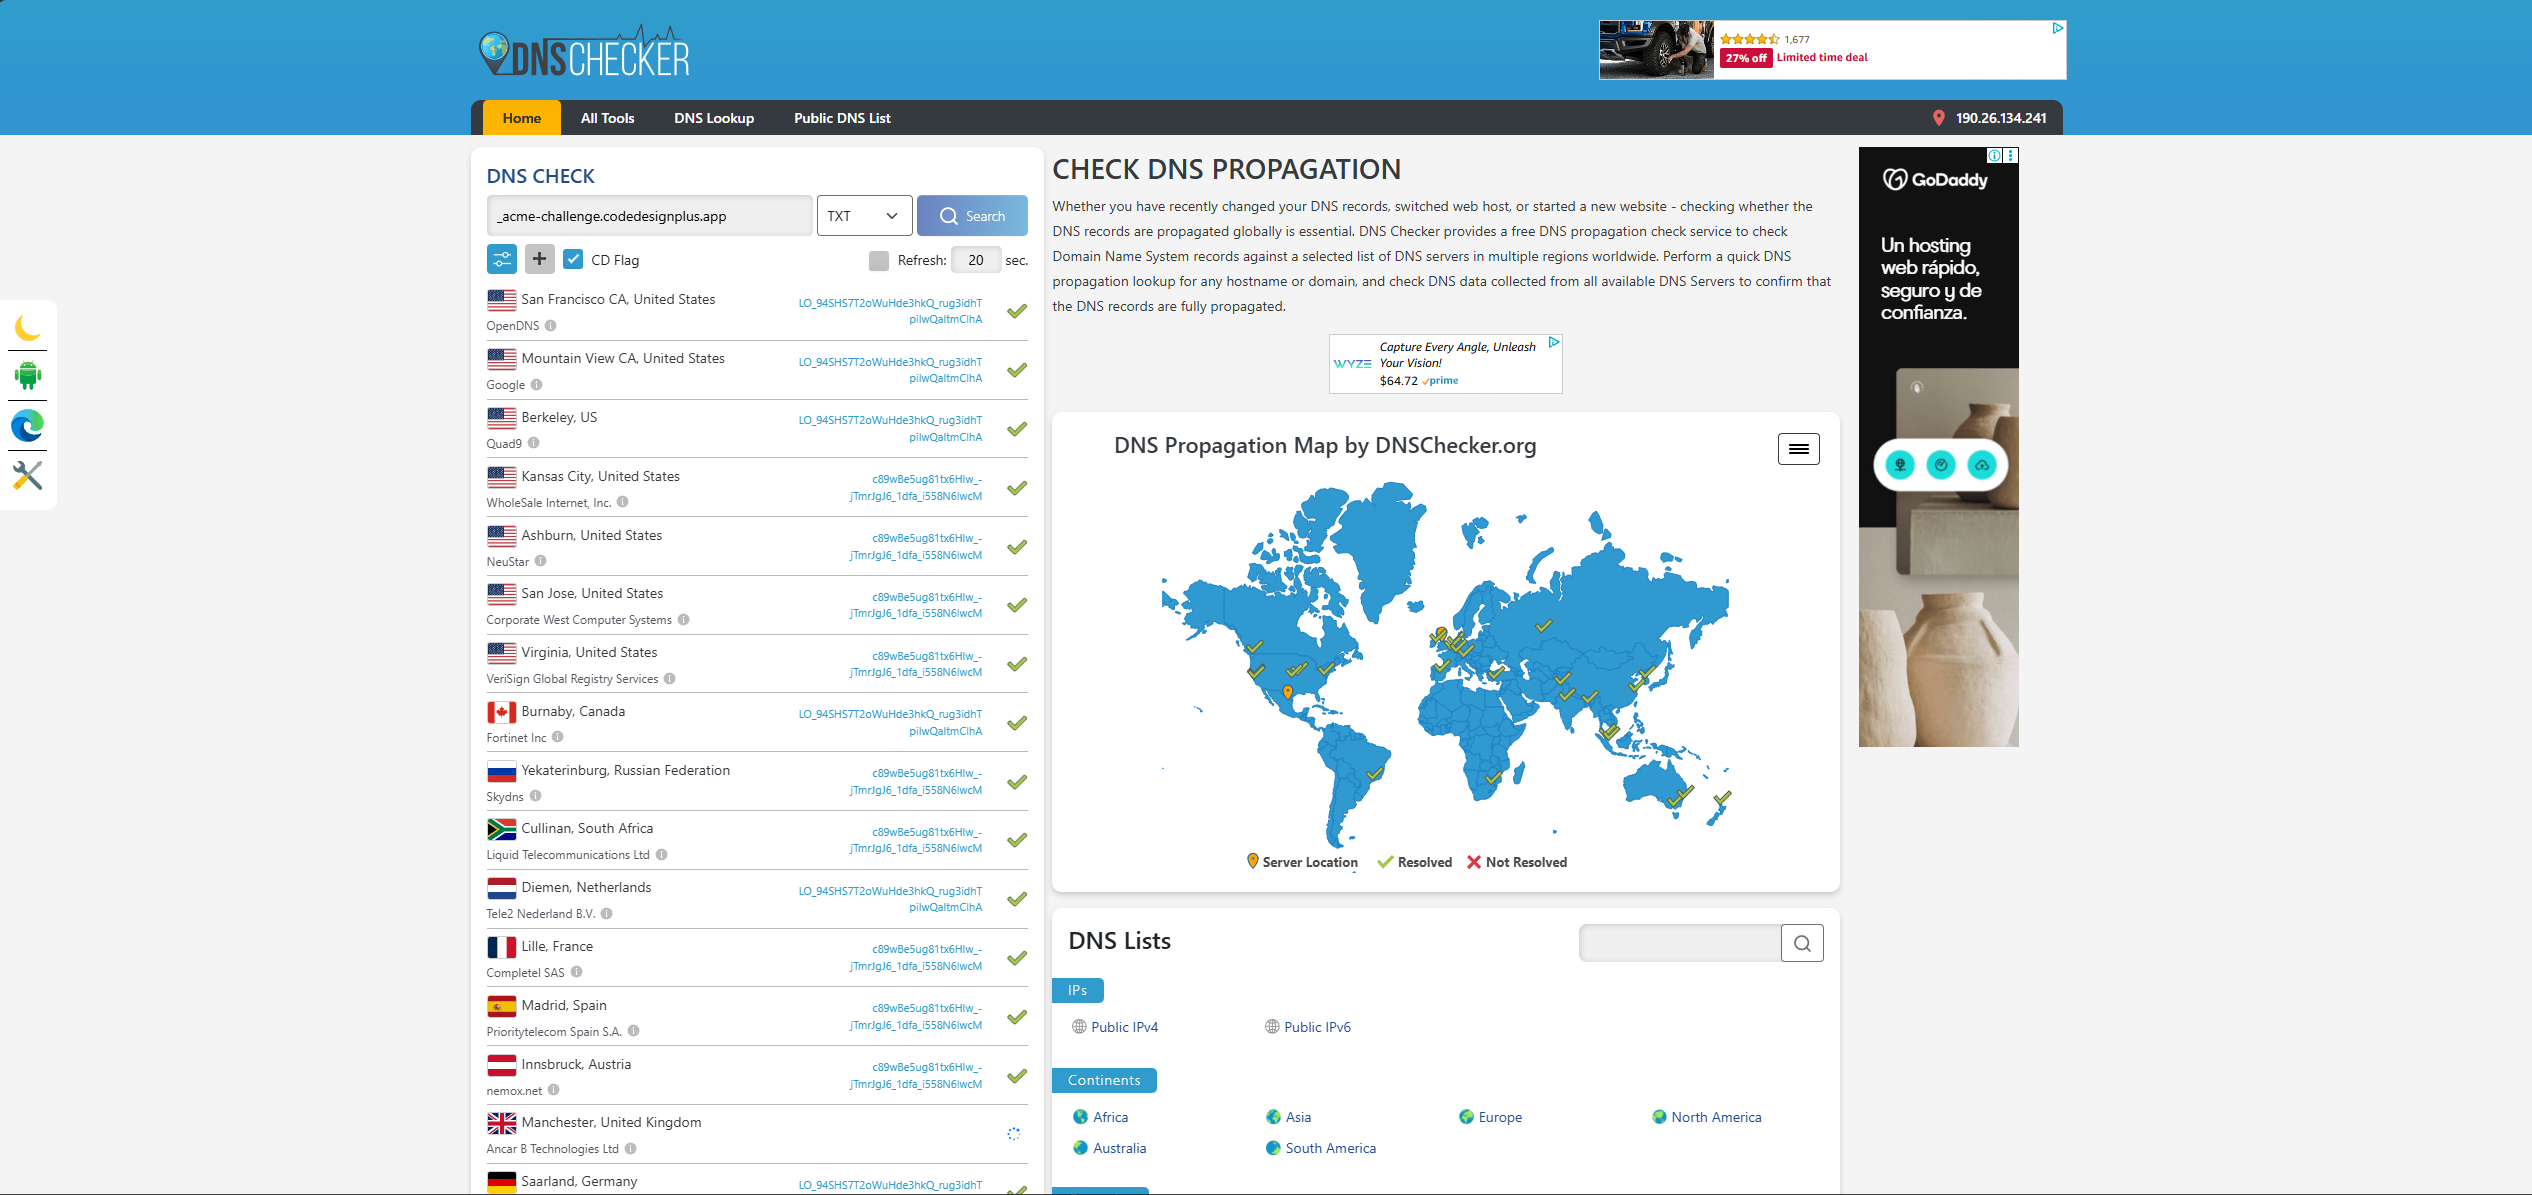 DNSCHECKER
1,677
27% off Limited time deal
Home
All Tools
DNS Lookup
Public DNS List
190.26.134.241
DNS CHECK
_acme-challenge.codedesignplus.app
TXT
Search
CD Flag
Refresh: 20 sec.
San Francisco CA, United States
OpenDNS
LO_94SHS7T2oWuHde3hkQ_rug3idhT
pilwQaltmClhA
Mountain View CA, United States
Google
LO_94SHS7T2oWuHde3hkQ_rug3idhT
pilwQaltmClhA
Berkeley, US
Quad9
LO_94SHS7T2oWuHde3hkQ_rug3idhT
pilwQaltmClhA
Kansas City, United States
WholeSale Internet, Inc.
c89wBe5ug81tx6Hlw_-
jTmrJgJ6_1dfa_i558N6lwcM
Ashburn, United States
NeuStar
c89wBe5ug81tx6Hlw_-
jTmrJgJ6_1dfa_i558N6lwcM
San Jose, United States
Corporate West Computer Systems
c89wBe5ug81tx6Hlw_-
jTmrJgJ6_1dfa_i558N6lwcM
Virginia, United States
VeriSign Global Registry Services
c89wBe5ug81tx6Hlw_-
jTmrJgJ6_1dfa_i558N6lwcM
Burnaby, Canada
Fortinet Inc
LO_94SHS7T2oWuHde3hkQ_rug3idhT
pilwQaltmClhA
Yekaterinburg, Russian Federation
Skydns
c89wBe5ug81tx6Hlw_-
jTmrJgJ6_1dfa_i558N6lwcM
Cullinan, South Africa
Liquid Telecommunications Ltd
c89wBe5ug81tx6Hlw_-
jTmrJgJ6_1dfa_i558N6lwcM
Diemen, Netherlands
Tele2 Nederland B.V.
LO_94SHS7T2oWuHde3hkQ_rug3idhT
pilwQaltmClhA
Lille, France
Completel SAS
c89wBe5ug81tx6Hlw_-
jTmrJgJ6_1dfa_i558N6lwcM
Madrid, Spain
Prioritytelecom Spain S.A.
c89wBe5ug81tx6Hlw_-
jTmrJgJ6_1dfa_i558N6lwcM
Innsbruck, Austria
nemox.net
c89wBe5ug81tx6Hlw_-
jTmrJgJ6_1dfa_i558N6lwcM
Manchester, United Kingdom
Ancar B Technologies Ltd
Saarland, Germany
LO_94SHS7T2oWuHde3hkQ_rug3idhT
CHECK DNS PROPAGATION
Whether you have recently changed your DNS records, switched web host, or started a new website - checking whether the
DNS records are propagated globally is essential. DNS Checker provides a free DNS propagation check service to check
Domain Name System records against a selected list of DNS servers in multiple regions worldwide. Perform a quick DNS
propagation lookup for any hostname or domain, and check DNS data collected from all available DNS Servers to confirm that
the DNS records are fully propagated.
WYZE
Capture Every Angle, Unleash
Your Vision!
$64.72 prime
DNS Propagation Map by DNSChecker.org
Server Location
Resolved
Not Resolved
DNS Lists
IPs
Public IPv4
Public IPv6
Continents
Africa
Asia
Europe
North America
Australia
South America
GoDaddy
Un hosting
web rápido,
seguro y de
confianza.